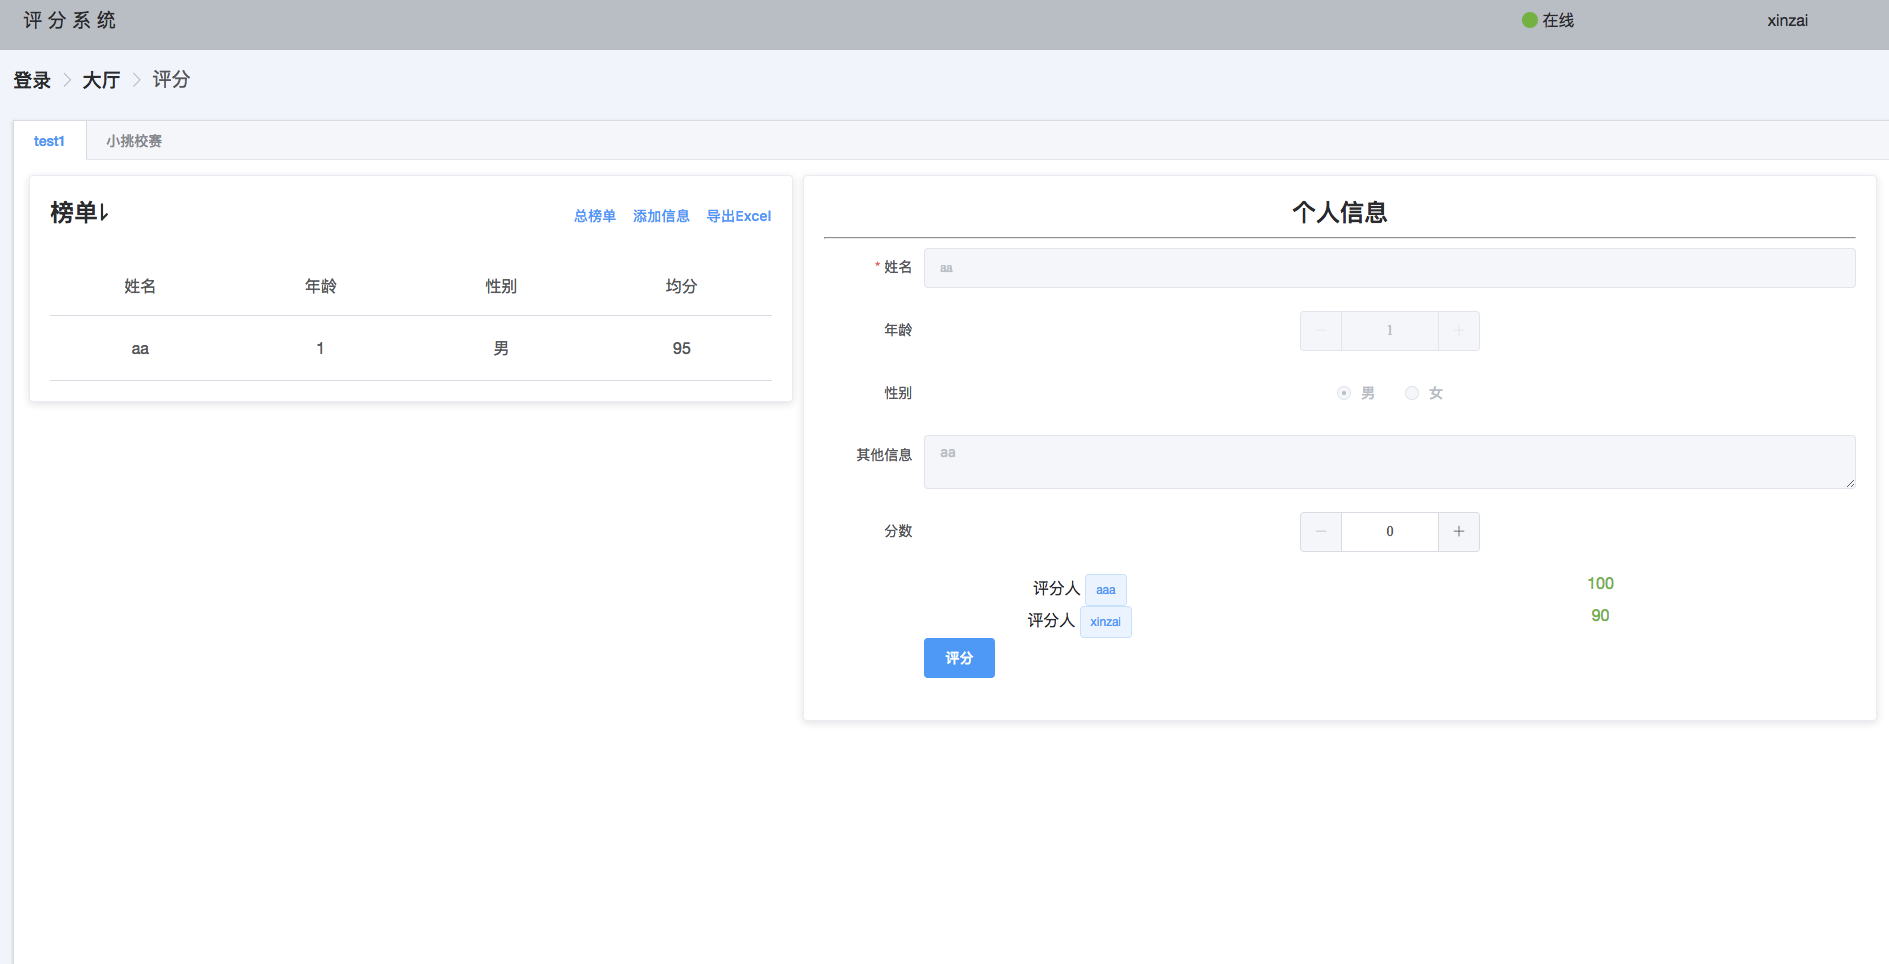 评分系统
在线
xinzai
登录 > 大厅 > 评分
test1
小挑校赛
榜单
总榜单 添加信息 导出Excel
姓名 年龄 性别 均分
aa 1 男 95
个人信息
* 姓名 aa
年龄 1
性别 男 女
其他信息 aa
分数 0
评分人 aaa 100
评分人 xinzai 90
评分